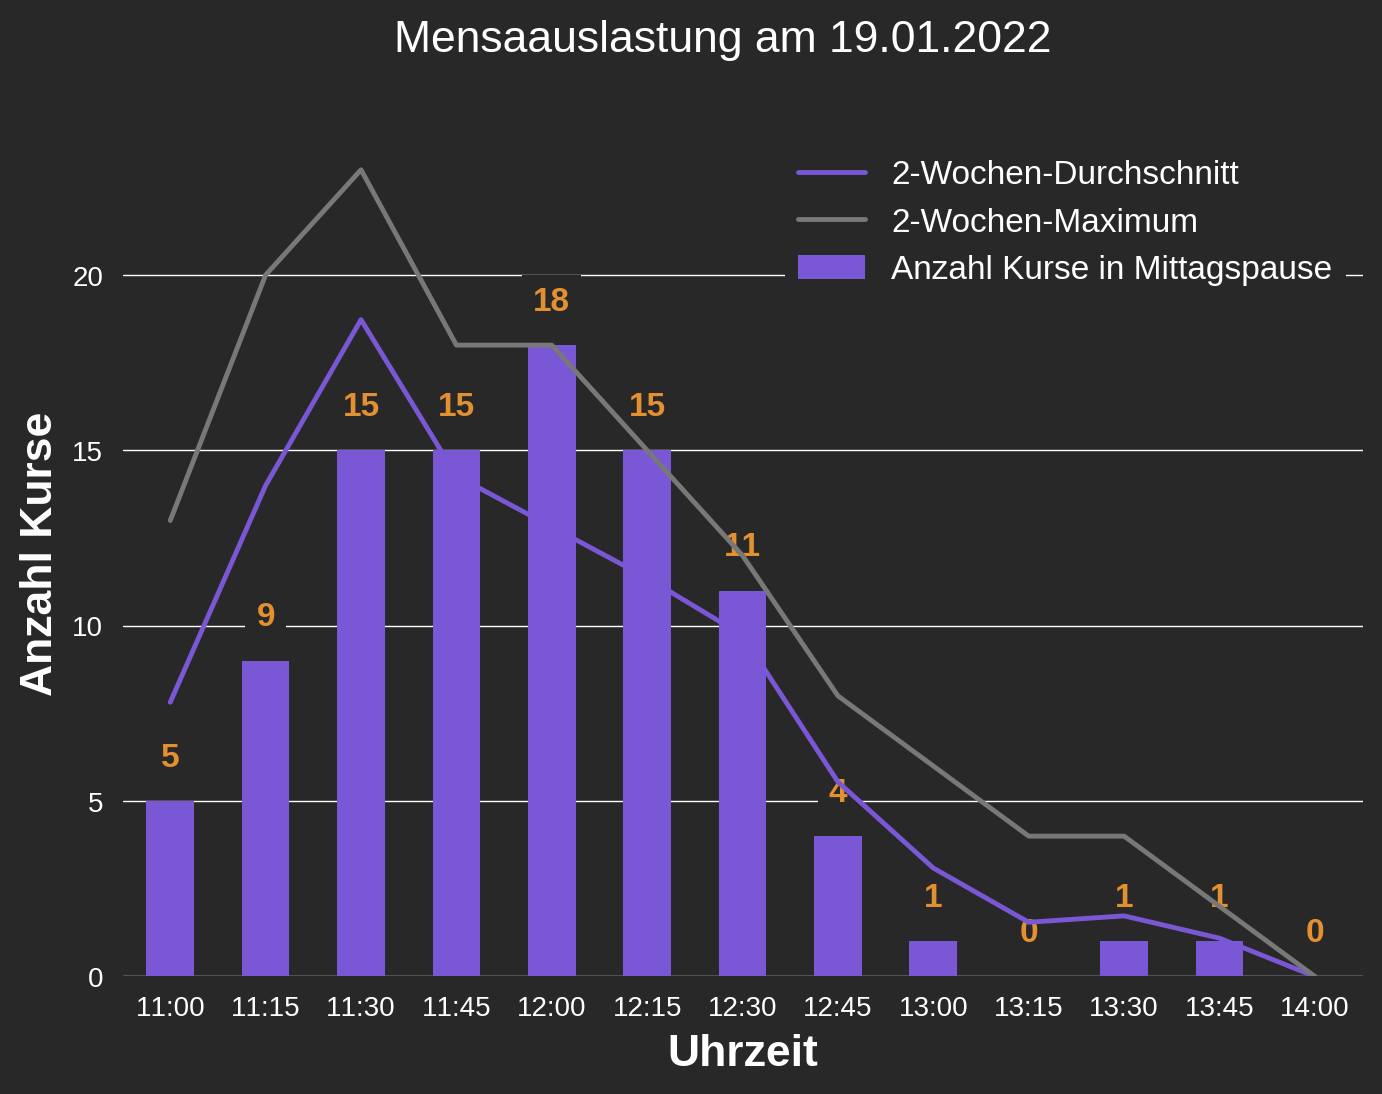 Mensaauslastung am 19.01.2022
2-Wochen-Durchschnitt
2-Wochen-Maximum
Anzahl Kurse in Mittagspause
Anzahl Kurse
20
15
10
5
0
5
9
15
15
18
15
11
4
1
0
1
1
0
11:00 11:15 11:30 11:45 12:00 12:15 12:30 12:45 13:00 13:15 13:30 13:45 14:00
Uhrzeit